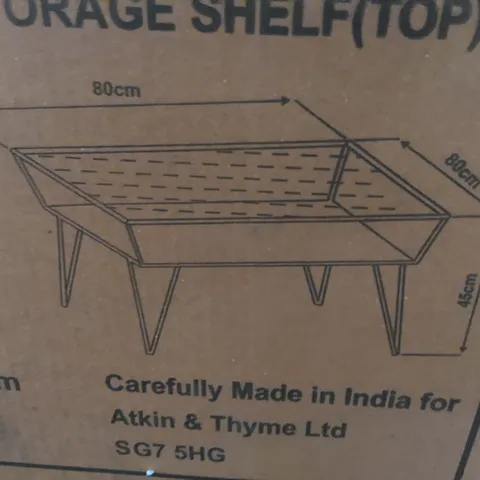 ORAGE SHELF(TOP)
80cm
80cm
45cm
m
Carefully Made in India for
Atkin & Thyme Ltd
SG7 5HG